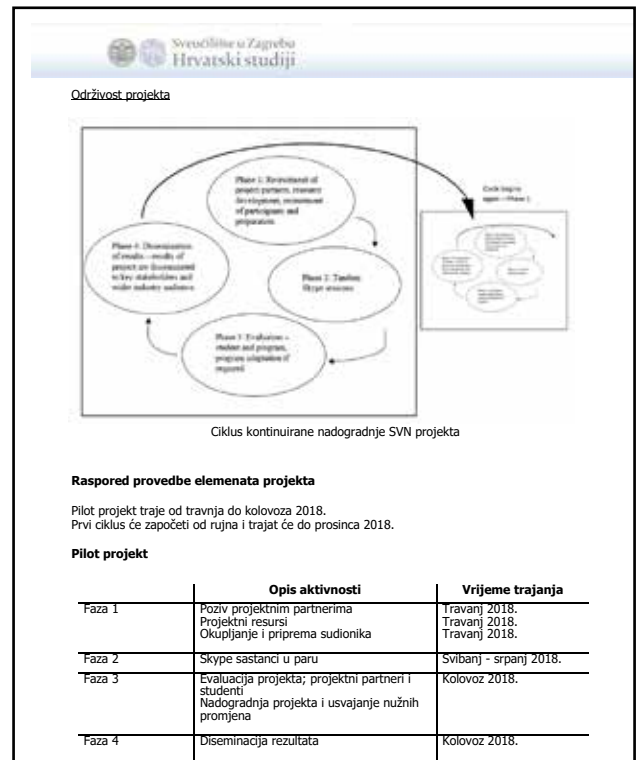 Sveučilište u Zagrebu
Hrvatski studiji
Održivost projekta
Phase 1: Recruitment of
project partners, resource
development, recruitment
of participants and
preparation.
Cycle begins
again – Phase 1
Phase 4: Dissemination
of results – results of
project are disseminated
to key stakeholders and
wider industry audience
Phase 2: Tandem
Skype sessions
Phase 3: Evaluation –
student and program,
program adaptation if
required
Ciklus kontinuirane nadogradnje SVN projekta
Raspored provedbe elemenata projekta
Pilot projekt traje od travnja do kolovoza 2018.
Prvi ciklus će započeti od rujna i trajat će do prosinca 2018.
Pilot projekt
Opis aktivnosti Vrijeme trajanja
Faza 1 Poziv projektnim partnerima Travanj 2018.
Projektni resursi Travanj 2018.
Okupljanje i priprema sudionika Travanj 2018.
Faza 2 Skype sastanci u paru Svibanj - srpanj 2018.
Faza 3 Evaluacija projekta; projektni partneri i Kolovoz 2018.
studenti
Nadogradnja projekta i usvajanje nužnih
promjena
Faza 4 Diseminacija rezultata Kolovoz 2018.